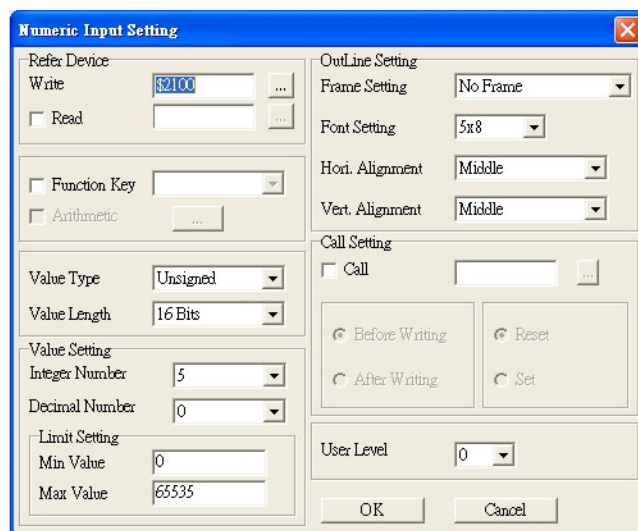 Numeric Input Setting
Refer Device
Write $2100 ...
Read ...
Function Key
Arithmetic ...
Value Type Unsigned
Value Length 16 Bits
Value Setting
Integer Number 5
Decimal Number 0
Limit Setting
Min Value 0
Max Value 65535
OutLine Setting
Frame Setting No Frame
Font Setting 5x8
Hori. Alignment Middle
Vert. Alignment Middle
Call Setting
Call ...
Before Writing
After Writing
Reset
Set
User Level 0
OK Cancel